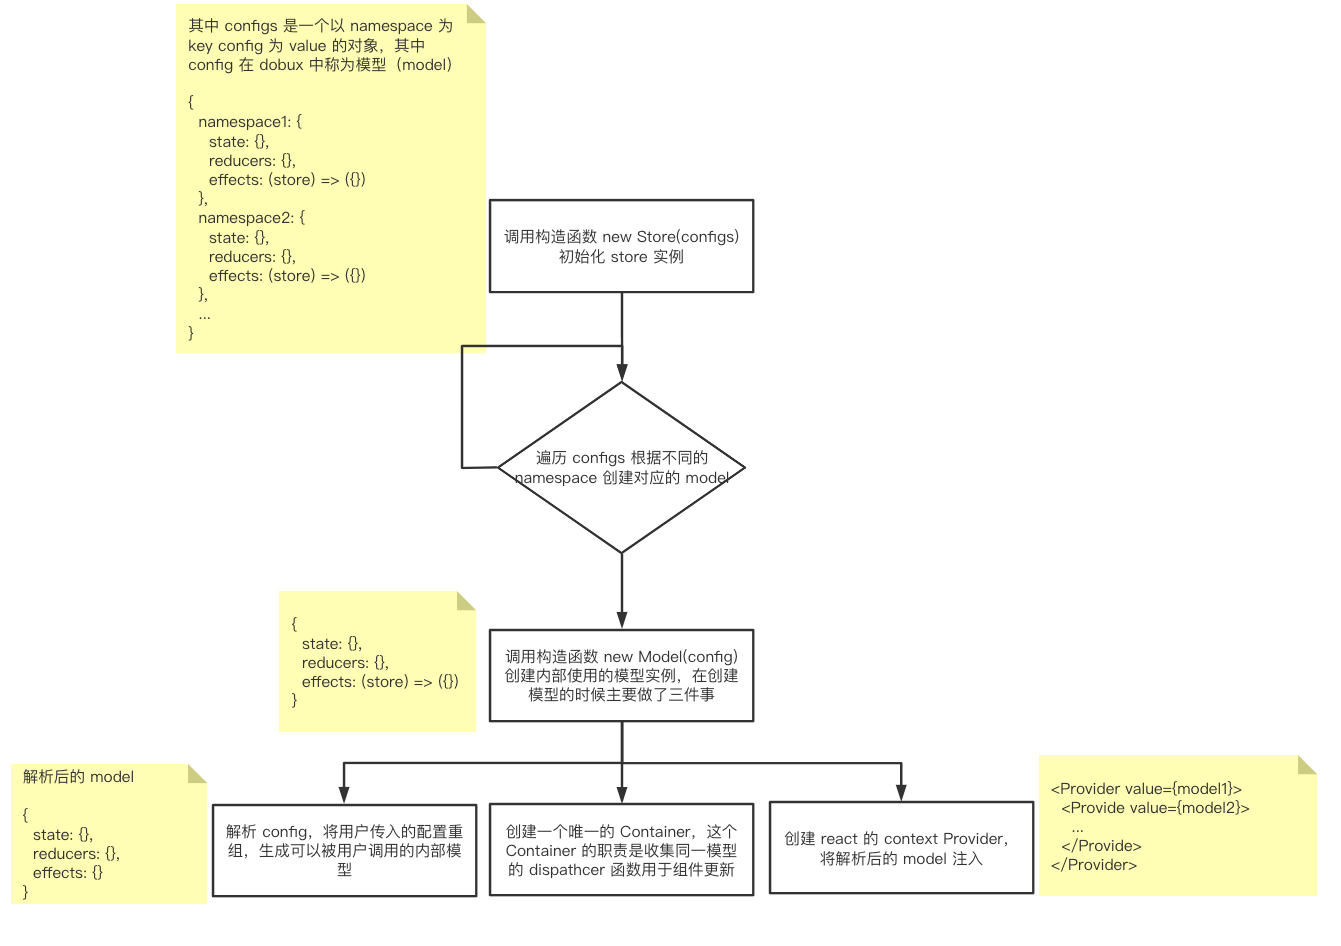 其中 configs 是一个以 namespace 为
key config 为 value 的对象，其中
config 在 dobux 中称为模型（model）
{
namespace1: {
state: {},
reducers: {},
effects: (store) => ({})
},
namespace2: {
state: {},
reducers: {},
effects: (store) => ({})
},
...
}
调用构造函数 new Store(configs)
初始化 store 实例
遍历 configs 根据不同的
namespace 创建对应的 model
{
state: {},
reducers: {},
effects: (store) => ({})
}
调用构造函数 new Model(config)
创建内部使用的模型实例，在创建
模型的时候主要做了三件事
解析后的 model
{
state: {},
reducers: {},
effects: {}
}
解析 config，将用户传入的配置重
组，生成可以被用户调用的内部模
型
创建一个唯一的 Container，这个
Container 的职责是收集同一模型
的 dispathcer 函数用于组件更新
创建 react 的 context Provider，
将解析后的 model 注入
<Provider value={model1}>
<Provide value={model2}>
...
</Provide>
</Provider>